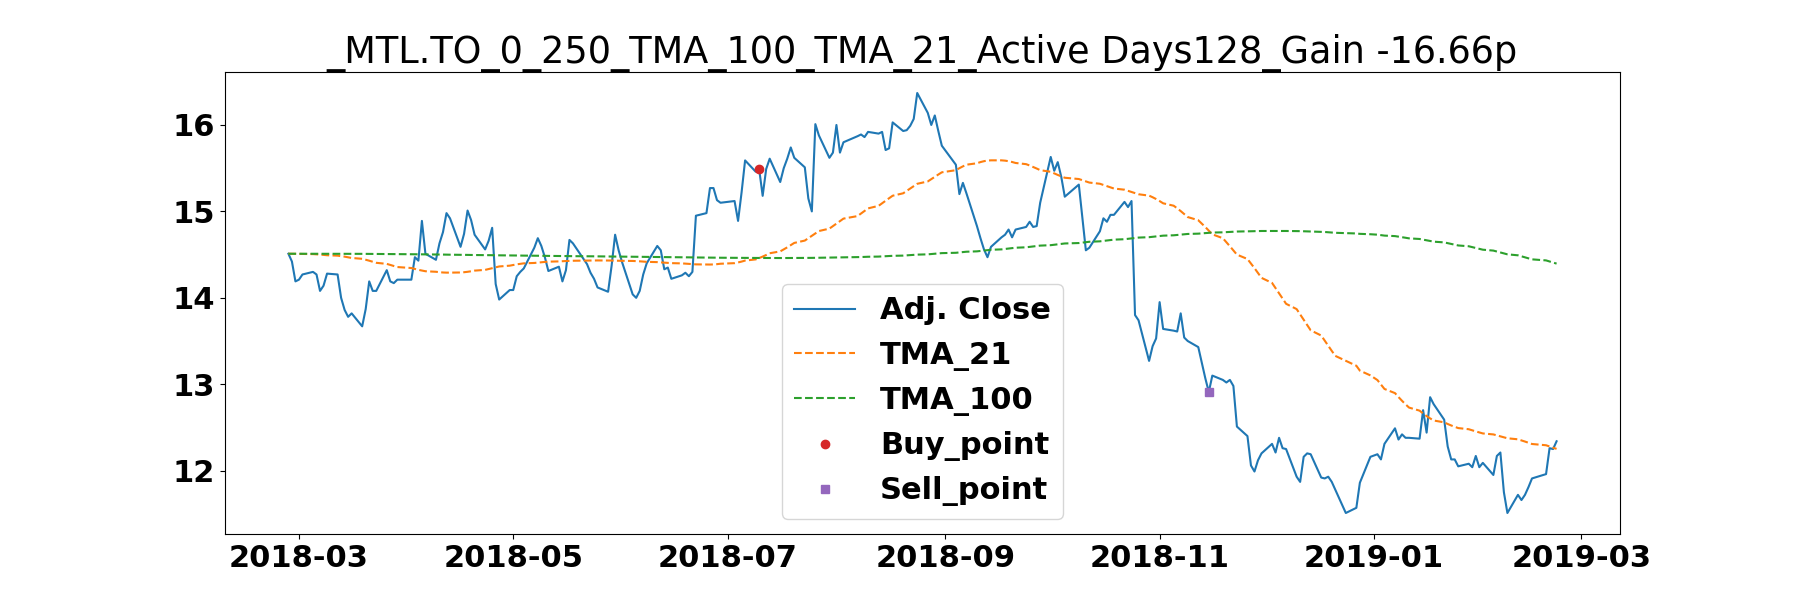 _MTL.TO_0_250_TMA_100_TMA_21_Active Days128_Gain -16.66p
16
15
14
13
12
Adj. Close
TMA_21
TMA_100
Buy_point
Sell_point
2018-03 2018-05 2018-07 2018-09 2018-11 2019-01 2019-03